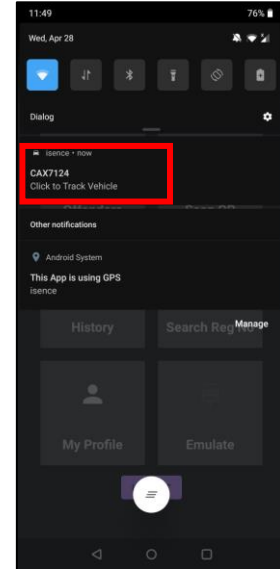 11:49 76%
Wed, Apr 28
Dialog
isence • now
CAX7124
Click to Track Vehicle
Other notifications
Android System
This App is using GPS
isence
History Search Reg No
Manage
My Profile Emulate